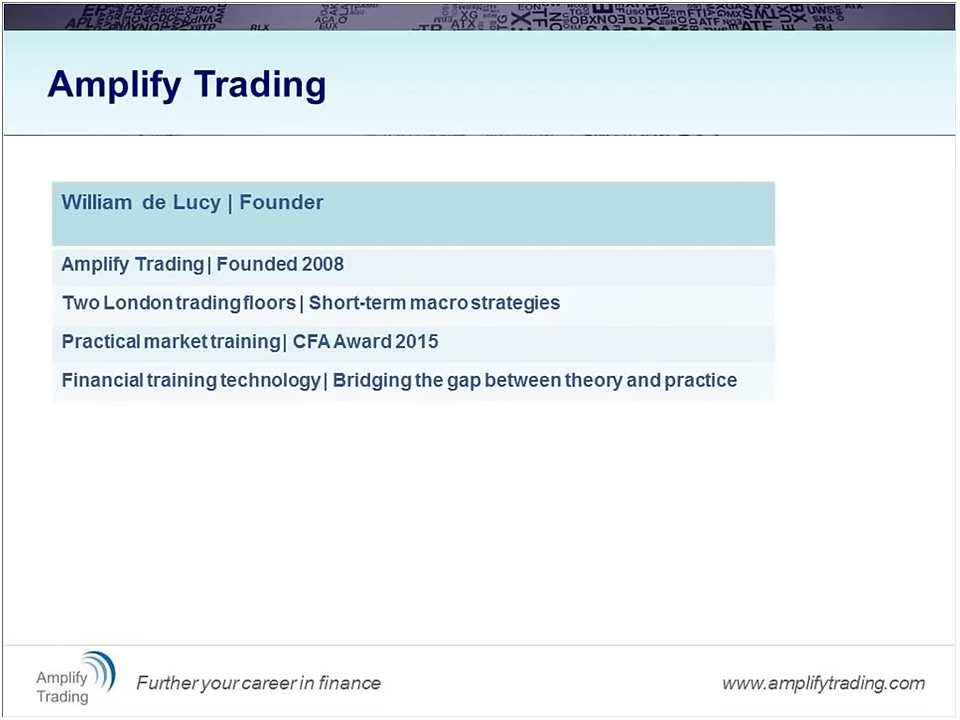 Amplify Trading
William de Lucy | Founder
Amplify Trading | Founded 2008
Two London trading floors | Short-term macro strategies
Practical market training | CFA Award 2015
Financial training technology | Bridging the gap between theory and practice
Amplify
Trading
Further your career in finance
www.amplifytrading.com